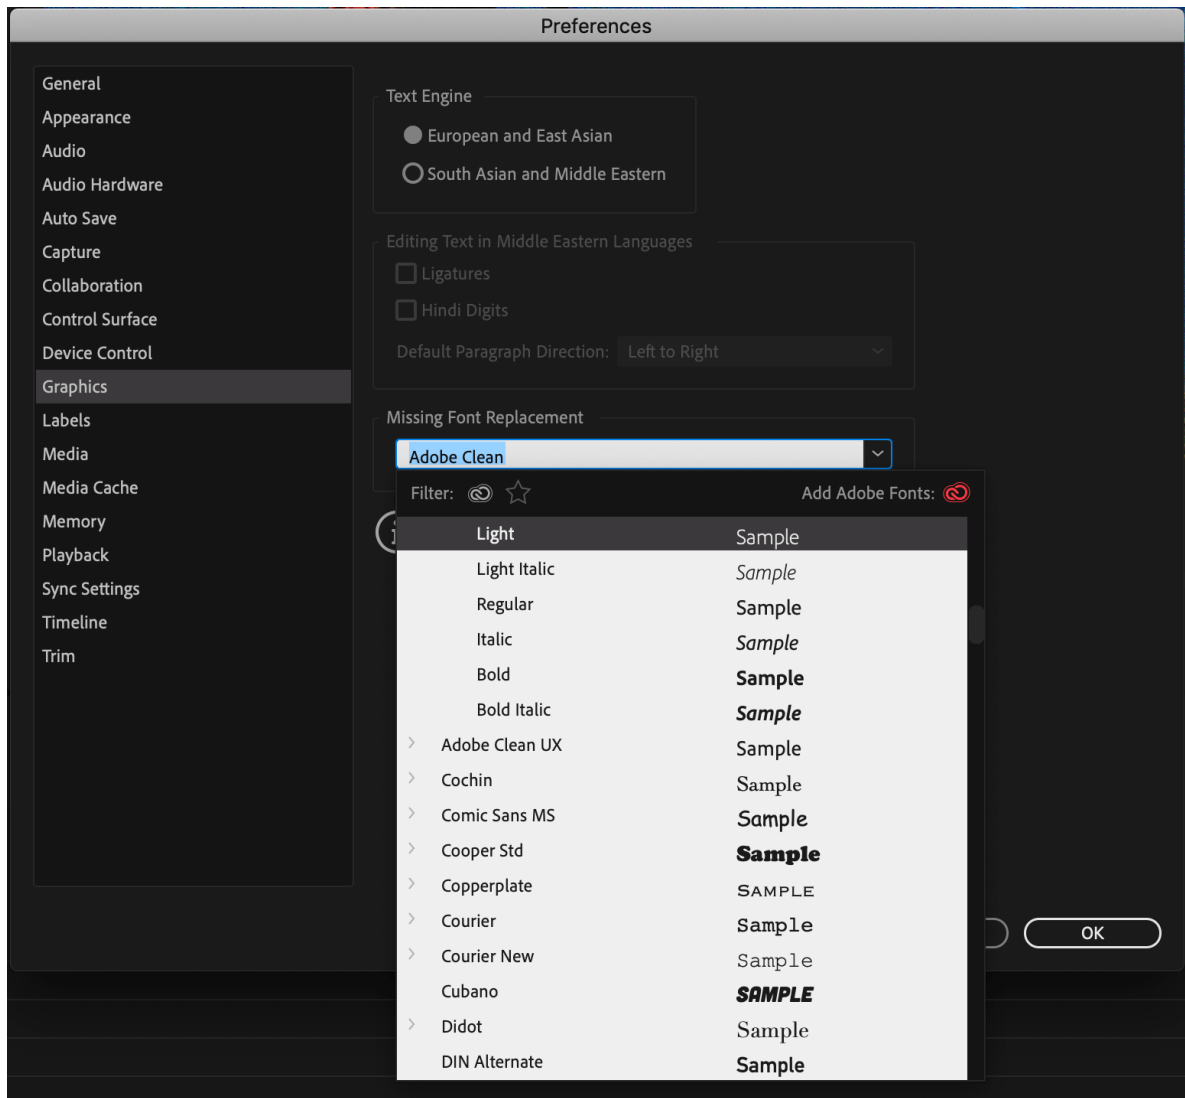 Preferences
General
Appearance
Audio
Audio Hardware
Auto Save
Capture
Collaboration
Control Surface
Device Control
Graphics
Labels
Media
Media Cache
Memory
Playback
Sync Settings
Timeline
Trim
Text Engine
European and East Asian
South Asian and Middle Eastern
Editing Text in Middle Eastern Languages
Ligatures
Hindi Digits
Default Paragraph Direction: Left to Right
Missing Font Replacement
Adobe Clean
Filter: Add Adobe Fonts:
Light Sample
Light Italic Sample
Regular Sample
Italic Sample
Bold Sample
Bold Italic Sample
Adobe Clean UX Sample
Cochin Sample
Comic Sans MS Sample
Cooper Std Sample
Copperplate SAMPLE
Courier Sample
Courier New Sample
Cubano SAMPLE
Didot Sample
DIN Alternate Sample
OK